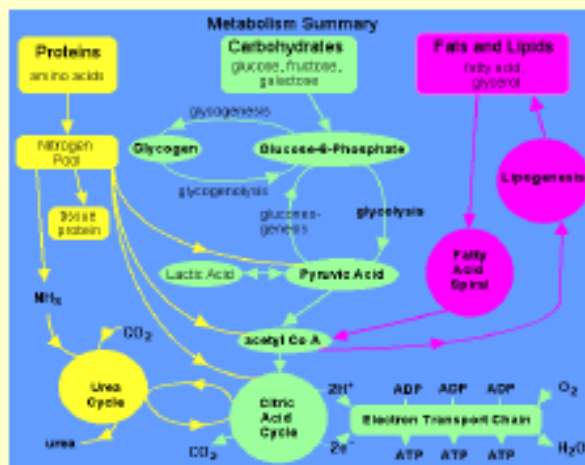 Metabolism Summary
Proteins
amino acids
Carbohydrates
glucose, fructose,
galactose
Fats and Lipids
fatty acid,
glycerol
glycogenesis
Nitrogen
Pool
Glycogen
Glucose-6-Phosphate
Lipogenesis
glycogenolysis
Tissue
protein
gluconeo-
genesis
glycolysis
Lactic Acid
Pyruvic Acid
Fatty
Acid
Spiral
NH₃
CO₂
acetyl Co A
Urea
Cycle
Citric
Acid
Cycle
2H⁺
ADP ADP ADP
O₂
Electron Transport Chain
urea
CO₂
2e⁻
ATP ATP ATP
H₂O